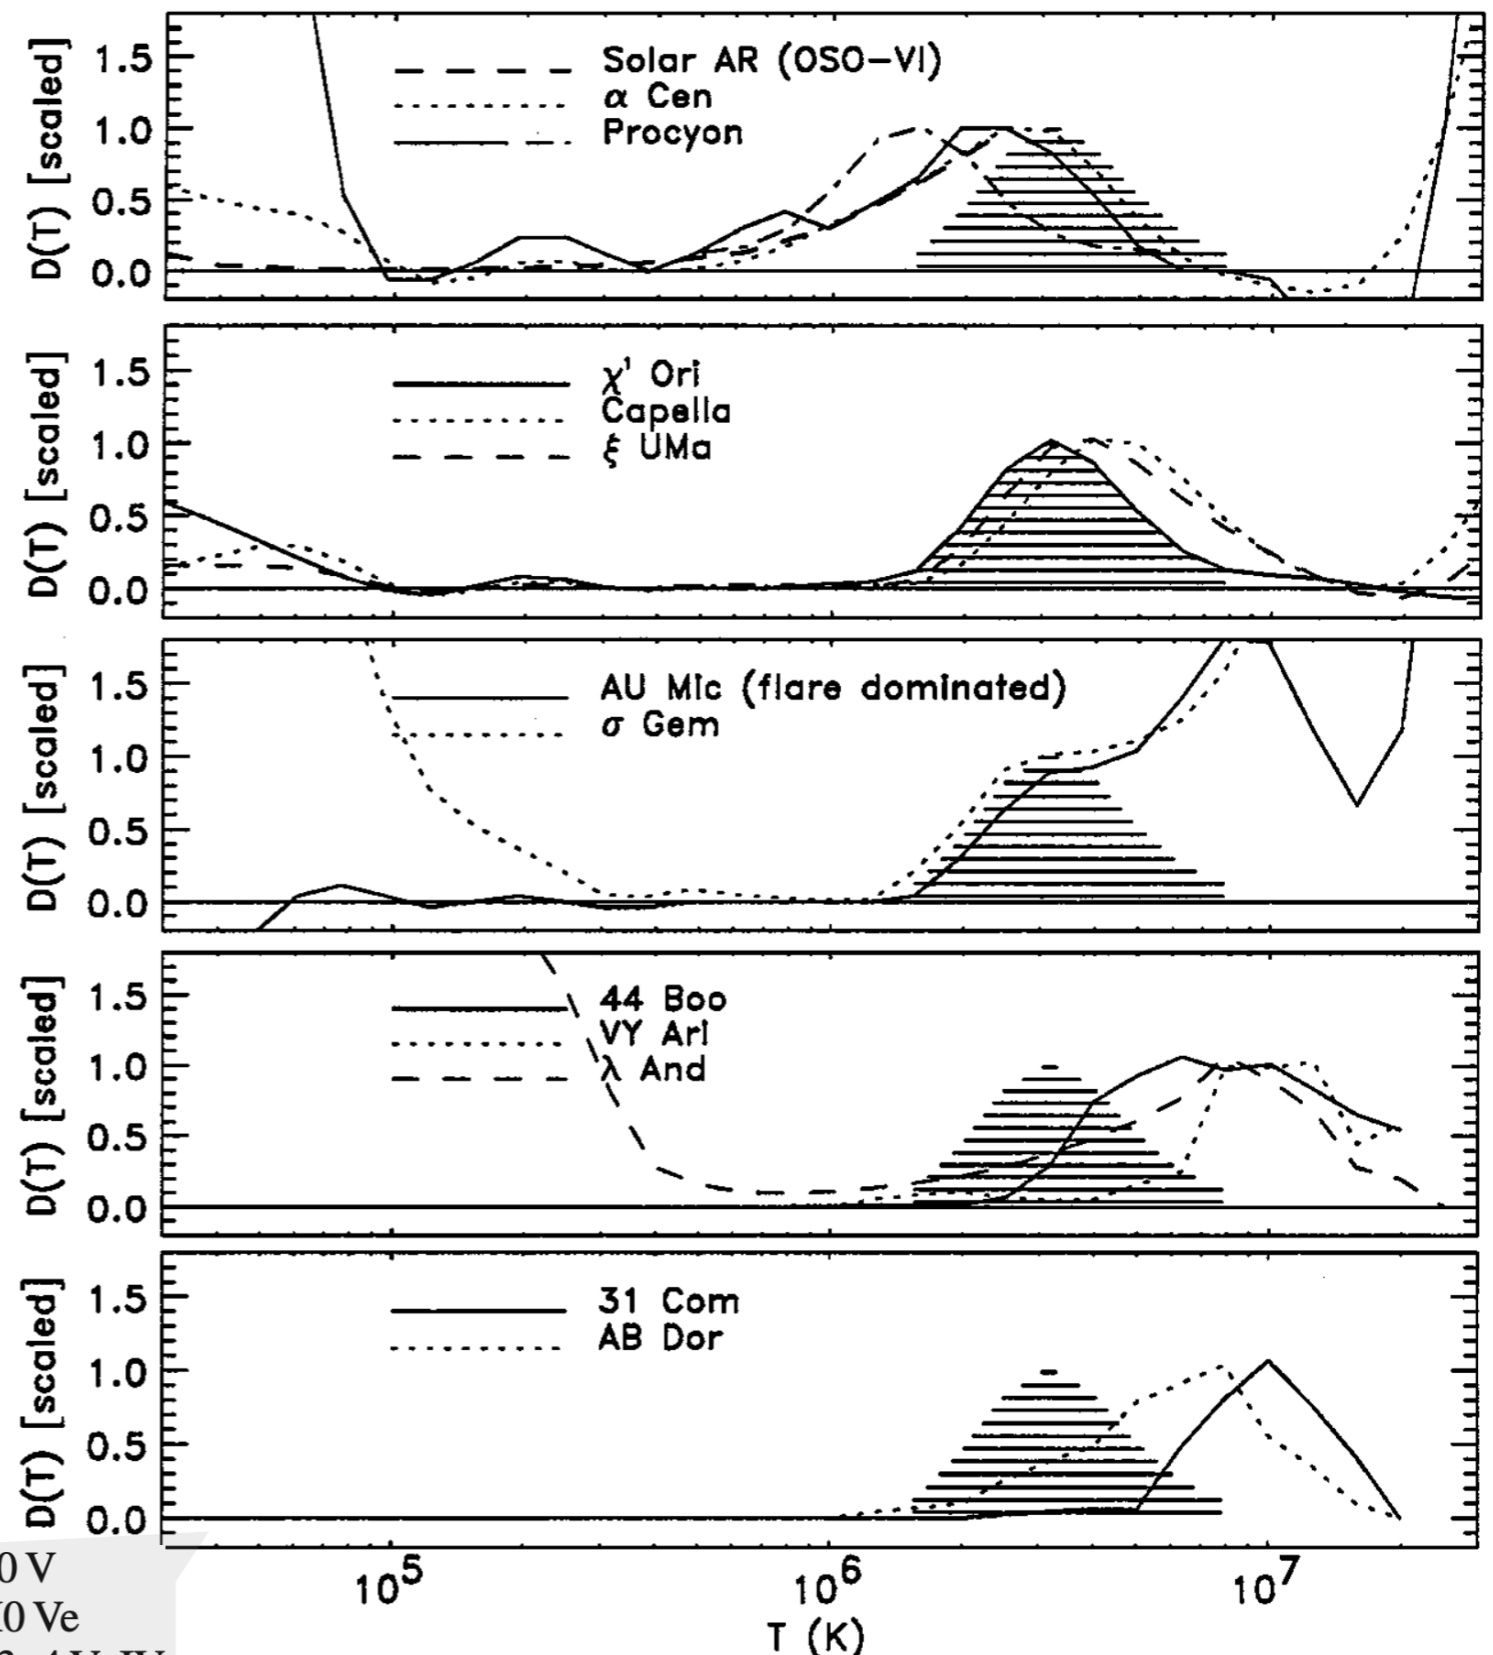 D(T) [scaled]
1.5
1.0
0.5
0.0
Solar AR (OSO-VI)
α Cen
Procyon
D(T) [scaled]
1.5
1.0
0.5
0.0
χ¹ Ori
Capella
ξ UMa
D(T) [scaled]
1.5
1.0
0.5
0.0
AU Mic (flare dominated)
σ Gem
D(T) [scaled]
1.5
1.0
0.5
0.0
44 Boo
VY Ari
λ And
D(T) [scaled]
1.5
1.0
0.5
0.0
31 Com
AB Dor
10⁵ 10⁶ 10⁷
T (K)
0 V
0 Ve